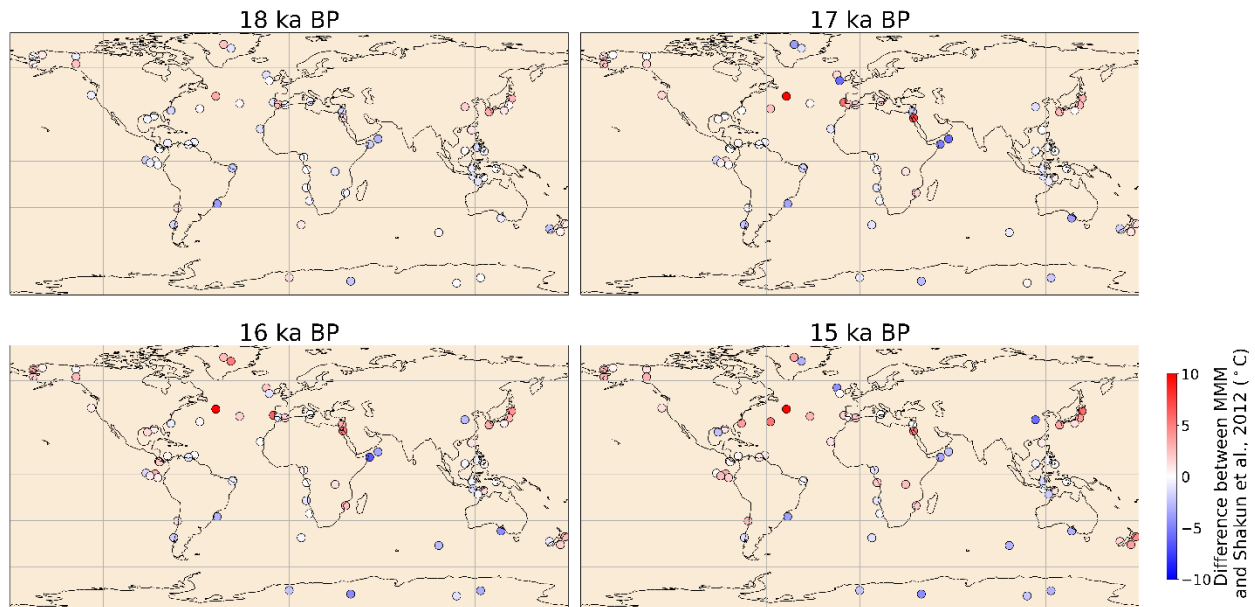 18 ka BP
17 ka BP
16 ka BP
15 ka BP
10
5
0
−5
−10
Difference between MMM
and Shakun et al., 2012 (°C)